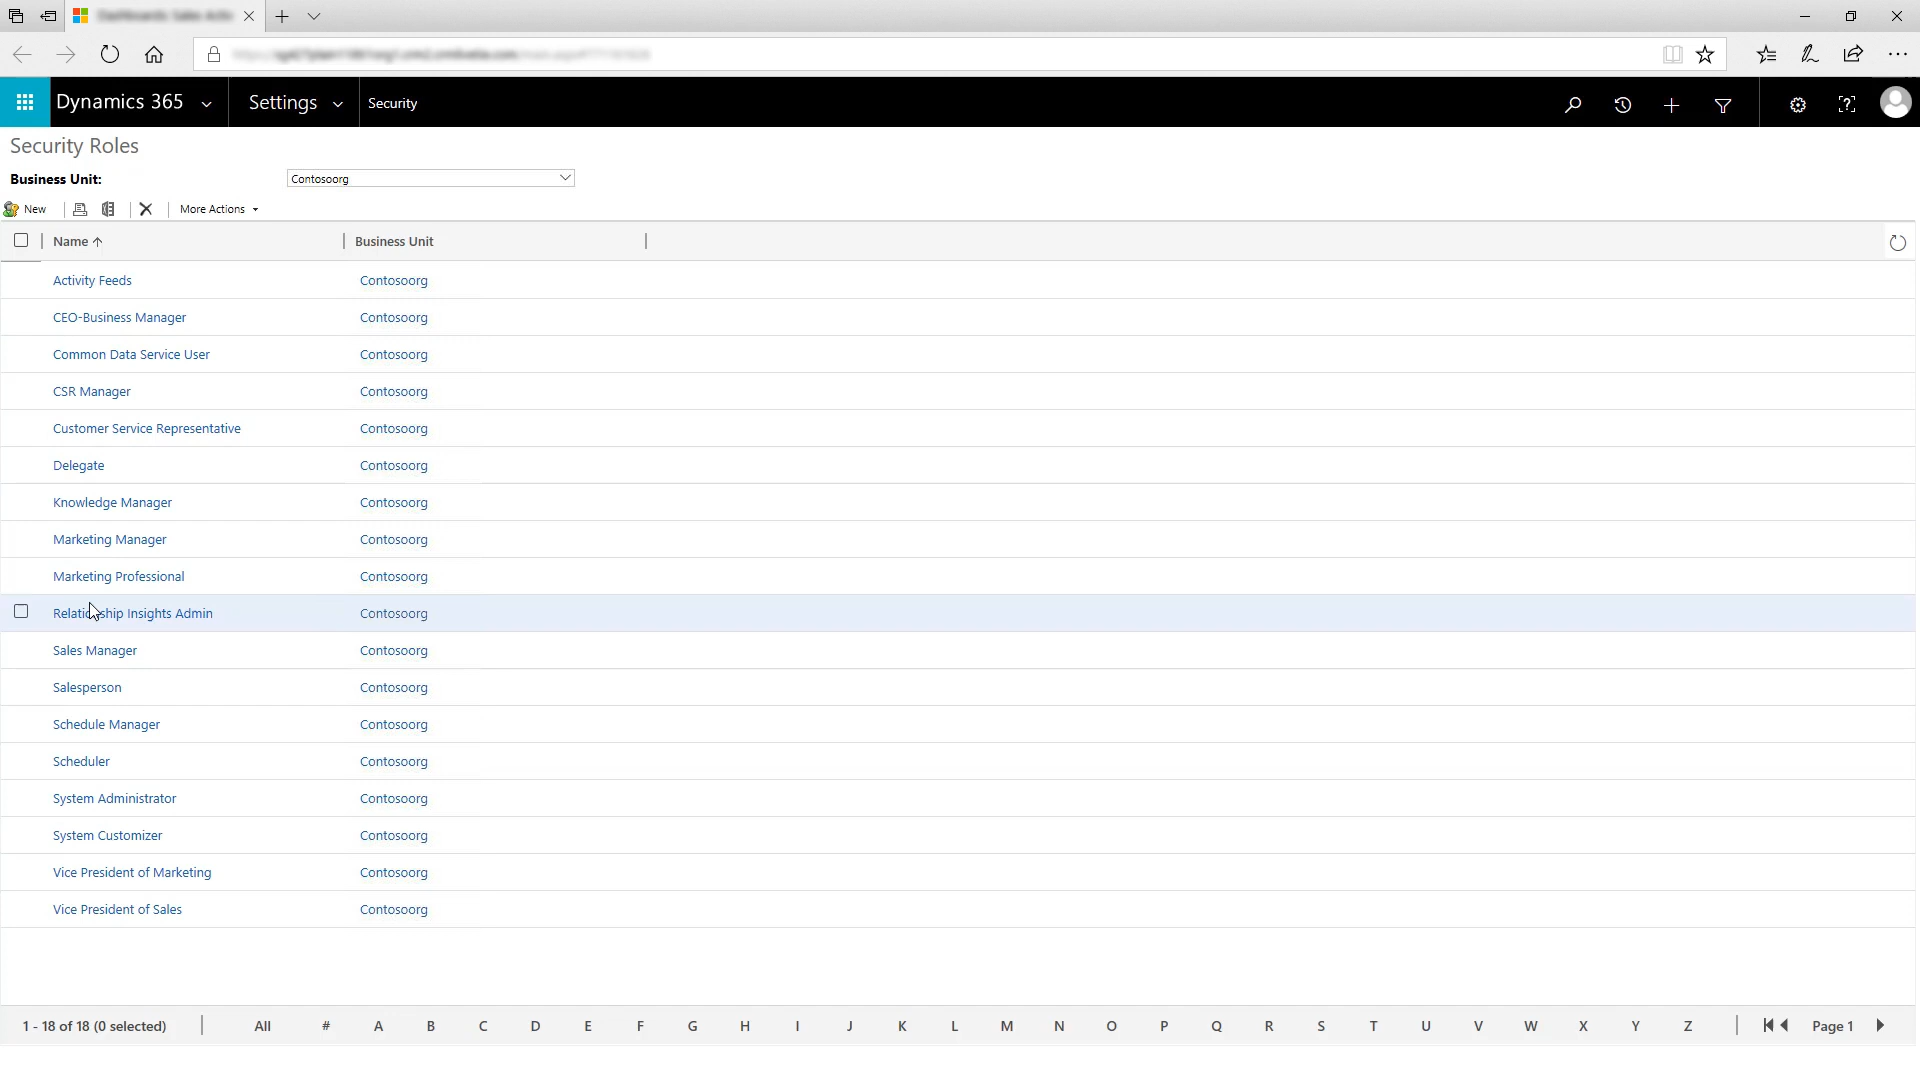 Dynamics 365 Settings Security
Security Roles
Business Unit: Contosoorg
New More Actions
Name Business Unit
Activity Feeds Contosoorg
CEO-Business Manager Contosoorg
Common Data Service User Contosoorg
CSR Manager Contosoorg
Customer Service Representative Contosoorg
Delegate Contosoorg
Knowledge Manager Contosoorg
Marketing Manager Contosoorg
Marketing Professional Contosoorg
Relationship Insights Admin Contosoorg
Sales Manager Contosoorg
Salesperson Contosoorg
Schedule Manager Contosoorg
Scheduler Contosoorg
System Administrator Contosoorg
System Customizer Contosoorg
Vice President of Marketing Contosoorg
Vice President of Sales Contosoorg
1 - 18 of 18 (0 selected) All # A B C D E F G H I J K L M N O P Q R S T U V W X Y Z Page 1